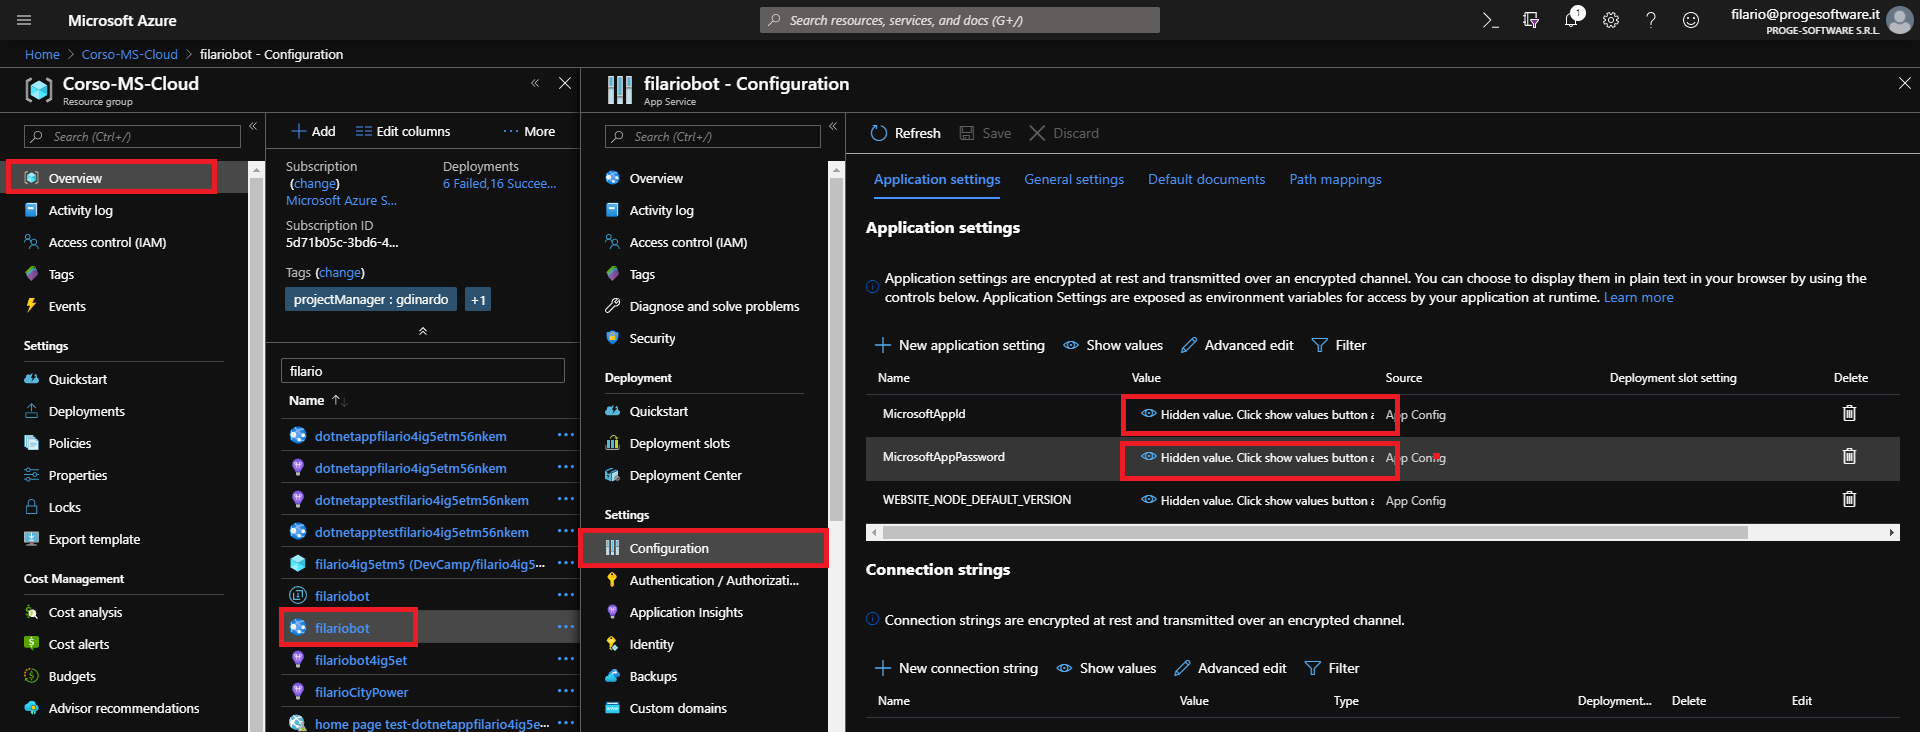 Microsoft Azure
Search resources, services, and docs (G+/)
1
filario@progesoftware.it
PROGE-SOFTWARE S.R.L.
Home > Corso-MS-Cloud > filariobot - Configuration
Corso-MS-Cloud
Resource group
Search (Ctrl+/)
Overview
Activity log
Access control (IAM)
Tags
Events
Settings
Quickstart
Deployments
Policies
Properties
Locks
Export template
Cost Management
Cost analysis
Cost alerts
Budgets
Advisor recommendations
Add
Edit columns
More
Subscription
(change)
Microsoft Azure S...
Deployments
6 Failed,16 Succee...
Subscription ID
5d71b05c-3bd6-4...
Tags (change)
projectManager : gdinardo
+1
filario
Name
dotnetappfilario4ig5etm56nkem
dotnetappfilario4ig5etm56nkem
dotnetapptestfilario4ig5etm56nkem
dotnetapptestfilario4ig5etm56nkem
filario4ig5etm5 (DevCamp/filario4ig5...
filariobot
filariobot
filariobot4ig5et
filarioCityPower
home page test-dotnetappfilario4ig5e...
filariobot - Configuration
App Service
Search (Ctrl+/)
Overview
Activity log
Access control (IAM)
Tags
Diagnose and solve problems
Security
Deployment
Quickstart
Deployment slots
Deployment Center
Settings
Configuration
Authentication / Authorizati...
Application Insights
Identity
Backups
Custom domains
Refresh
Save
Discard
Application settings
General settings
Default documents
Path mappings
Application settings
Application settings are encrypted at rest and transmitted over an encrypted channel. You can choose to display them in plain text in your browser by using the
controls below. Application Settings are exposed as environment variables for access by your application at runtime. Learn more
New application setting
Show values
Advanced edit
Filter
Name Value Source Deployment slot setting Delete
MicrosoftAppId Hidden value. Click show values button a App Config
MicrosoftAppPassword Hidden value. Click show values button a App Config
WEBSITE_NODE_DEFAULT_VERSION Hidden value. Click show values button a App Config
Connection strings
Connection strings are encrypted at rest and transmitted over an encrypted channel.
New connection string
Show values
Advanced edit
Filter
Name Value Type Deployment... Delete Edit